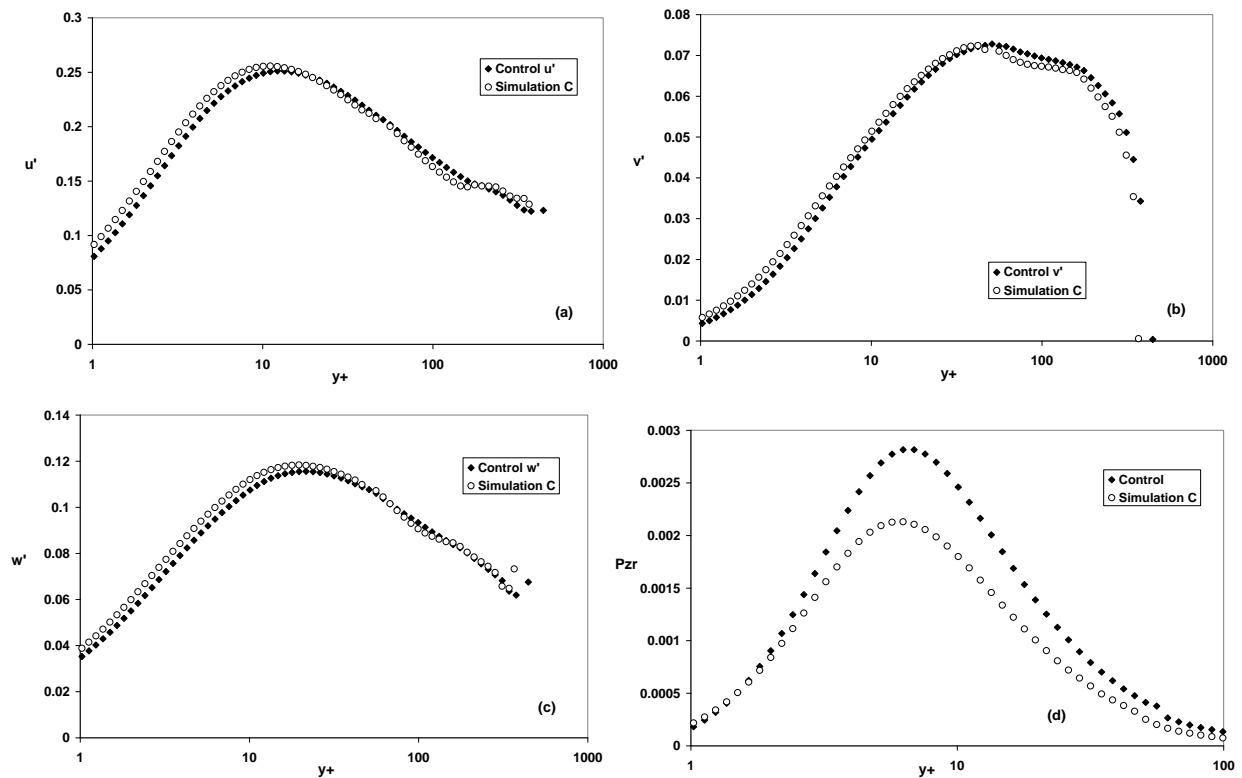 0.3
0.25
0.2
0.15
0.1
0.05
0
u'
1 10 100 1000
y+
Control u'
Simulation C
(a)
0.08
0.07
0.06
0.05
0.04
0.03
0.02
0.01
0
v'
1 10 100 1000
y+
Control v'
Simulation C
(b)
0.14
0.12
0.1
0.08
0.06
0.04
0.02
0
w'
1 10 100 1000
y+
Control w'
Simulation C
(c)
0.003
0.0025
0.002
0.0015
0.001
0.0005
0
Pzr
1 10 100
y+
Control
Simulation C
(d)